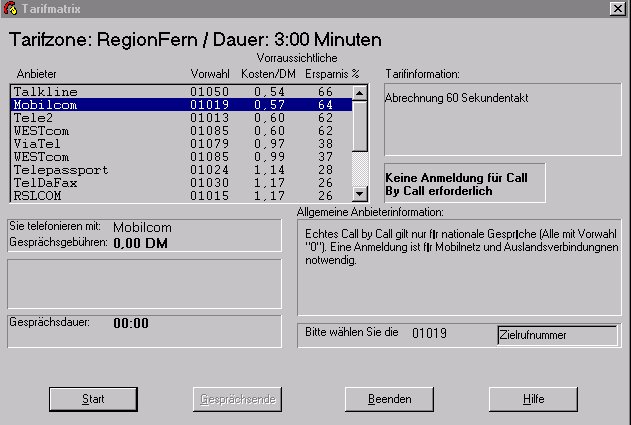 Tarifmatrix
Tarifzone: RegionFern / Dauer: 3:00 Minuten
Vorraussichtliche
Anbieter Vorwahl Kosten/DM Ersparnis %
Talkline 01050 0,54 66
Mobilcom 01019 0,57 64
Tele2 01013 0,60 62
WESTcom 01085 0,60 62
ViaTel 01079 0,97 38
WESTcom 01085 0,99 37
Telepassport 01024 1,14 28
TelDaFax 01030 1,17 26
RSLCOM 01015 1,17 26
Tarifinformation:
Abrechnung 60 Sekundentakt
Keine Anmeldung für Call
By Call erforderlich
Sie telefonieren mit: Mobilcom
Gesprächsgebühren: 0,00 DM
Gesprächsdauer: 00:00
Allgemeine Anbieterinformation:
Echtes Call by Call gilt nur für nationale Gespräche (Alle mit Vorwahl
"0"). Eine Anmeldung ist für Mobilnetz und Auslandsverbindungnen
notwendig.
Bitte wählen Sie die 01019 Zielrufnummer
Start Gesprächsende Beenden Hilfe